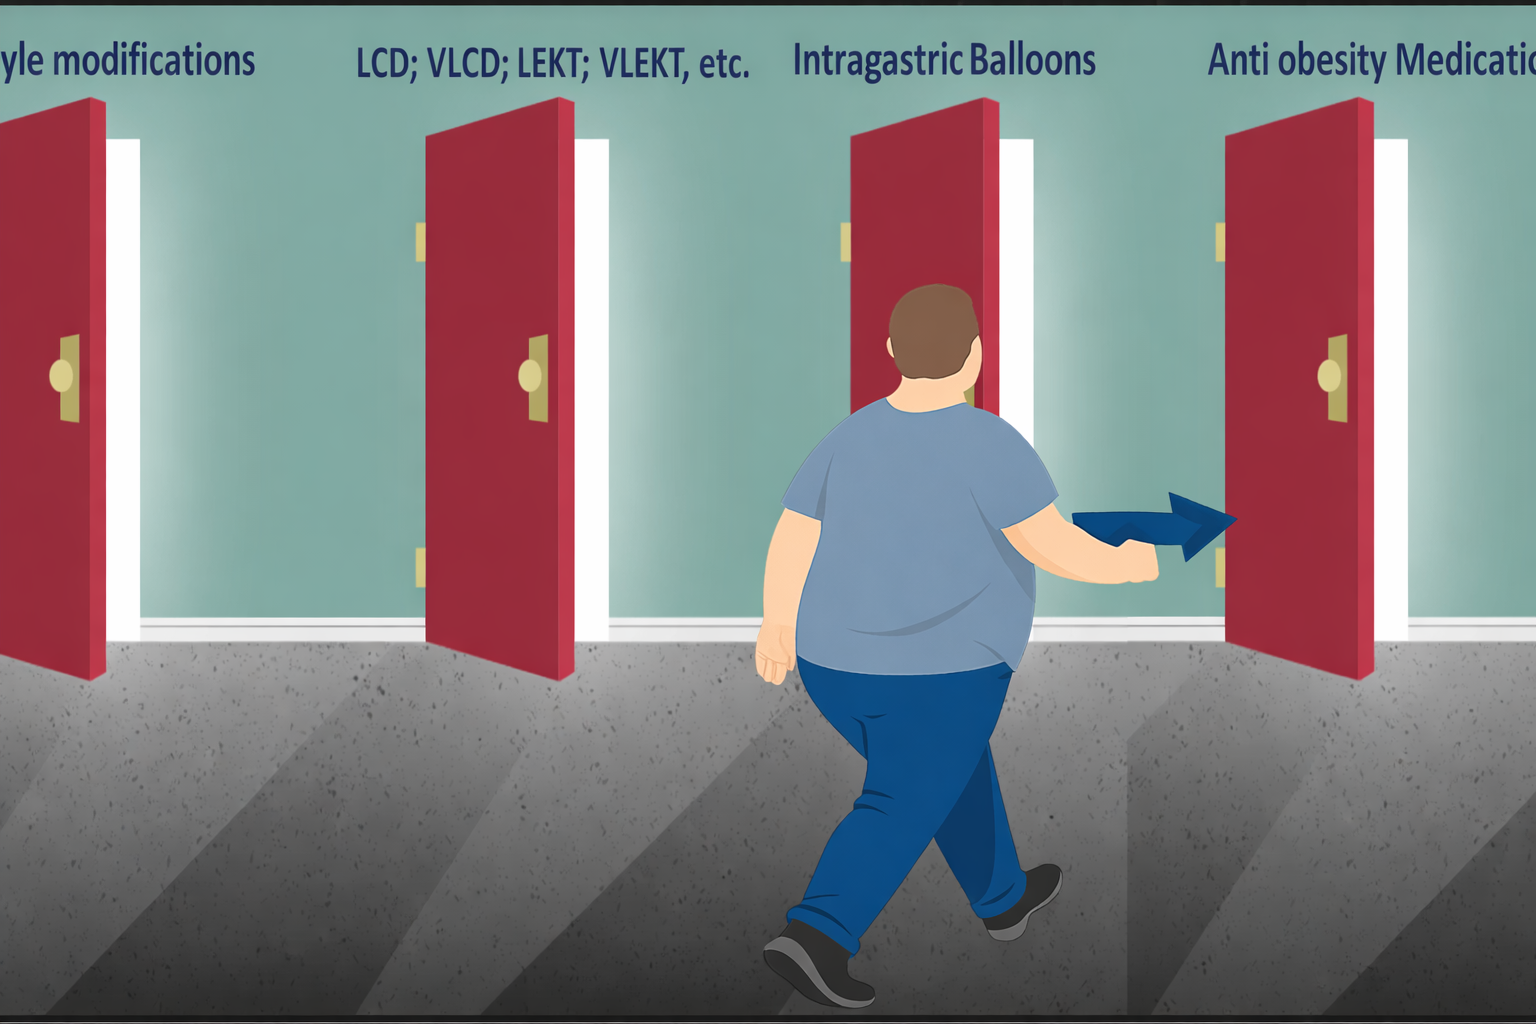 yle modifications
LCD; VLCD; LEKT; VLEKT, etc.
Intragastric Balloons
Anti obesity Medicatio